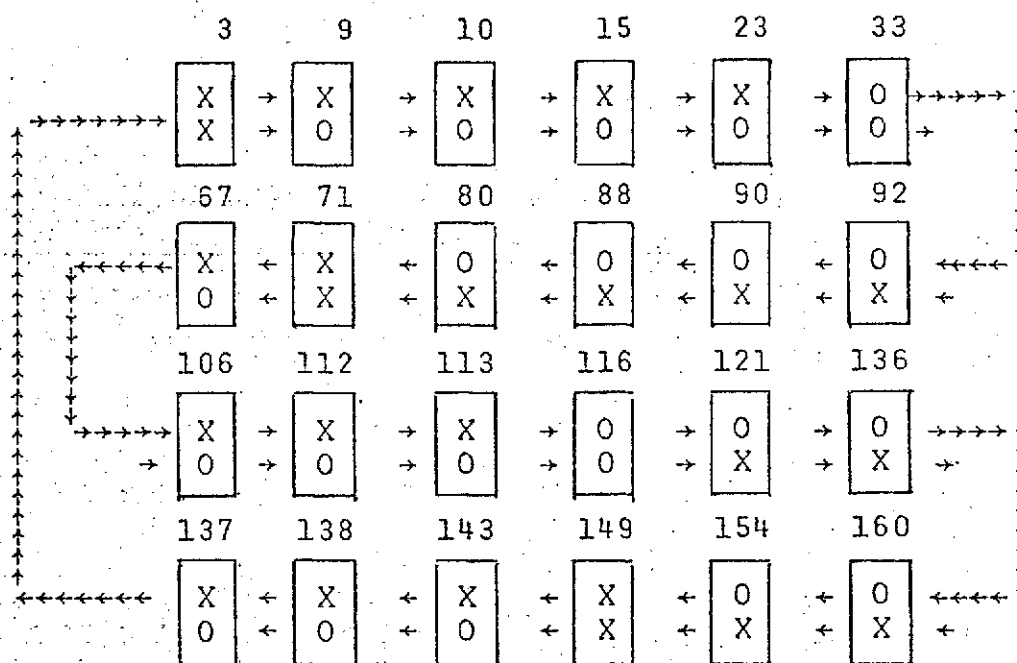 3 9 10 15 23 33
X → X → X → X → X → O →→→→→
→→→→→→→ X → O → O → O → O → O →
67 71 80 88 90 92
←←←←← X ← X ← O ← O ← O ← O ←←←←
O ← X ← X ← X ← X ← X ←
106 112 113 116 121 136
→→→→→ X → X → X → O → O → O →→→→→
→ O → O → O → O → X → X →
137 138 143 149 154 160
←←←←←←← X ← X ← X ← X ← O ← O ←←←←
O ← O ← O ← X ← X ← X ←